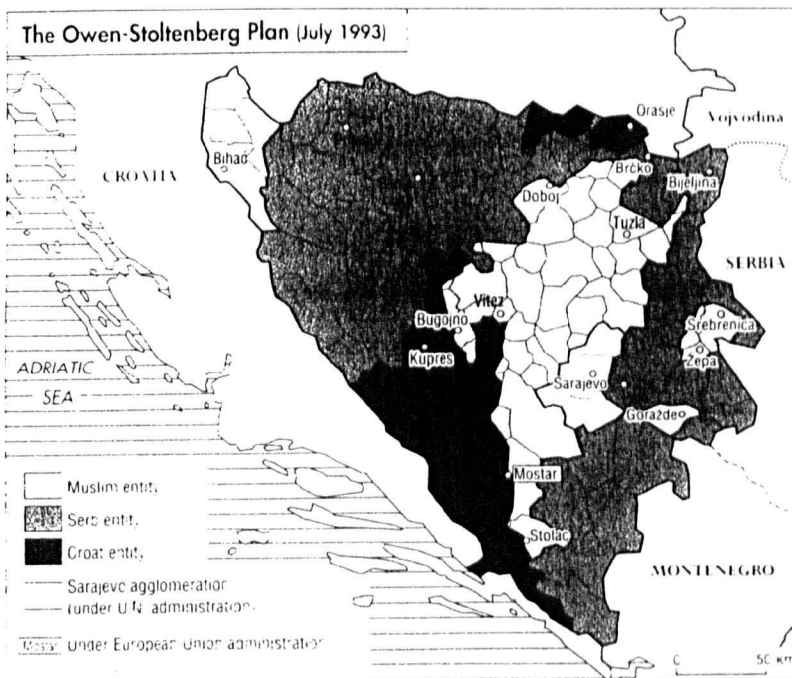 The Owen-Stoltenberg Plan (July 1993)
Orasje
Vojvodina
CROATIA
Bihać
Brčko
Bijeljina
Doboj
Tuzla
SERBIA
Vitez
Bugojno
Srebrenica
Kupres
Žepa
ADRIATIC
SEA
Sarajevo
Goražde
Muslim entity
Mostar
Serb entity
Stolac
Croat entity
MONTENEGRO
Sarajevo agglomeration
(under U.N. administration)
Mostar Under European Union administration
0 50 KM